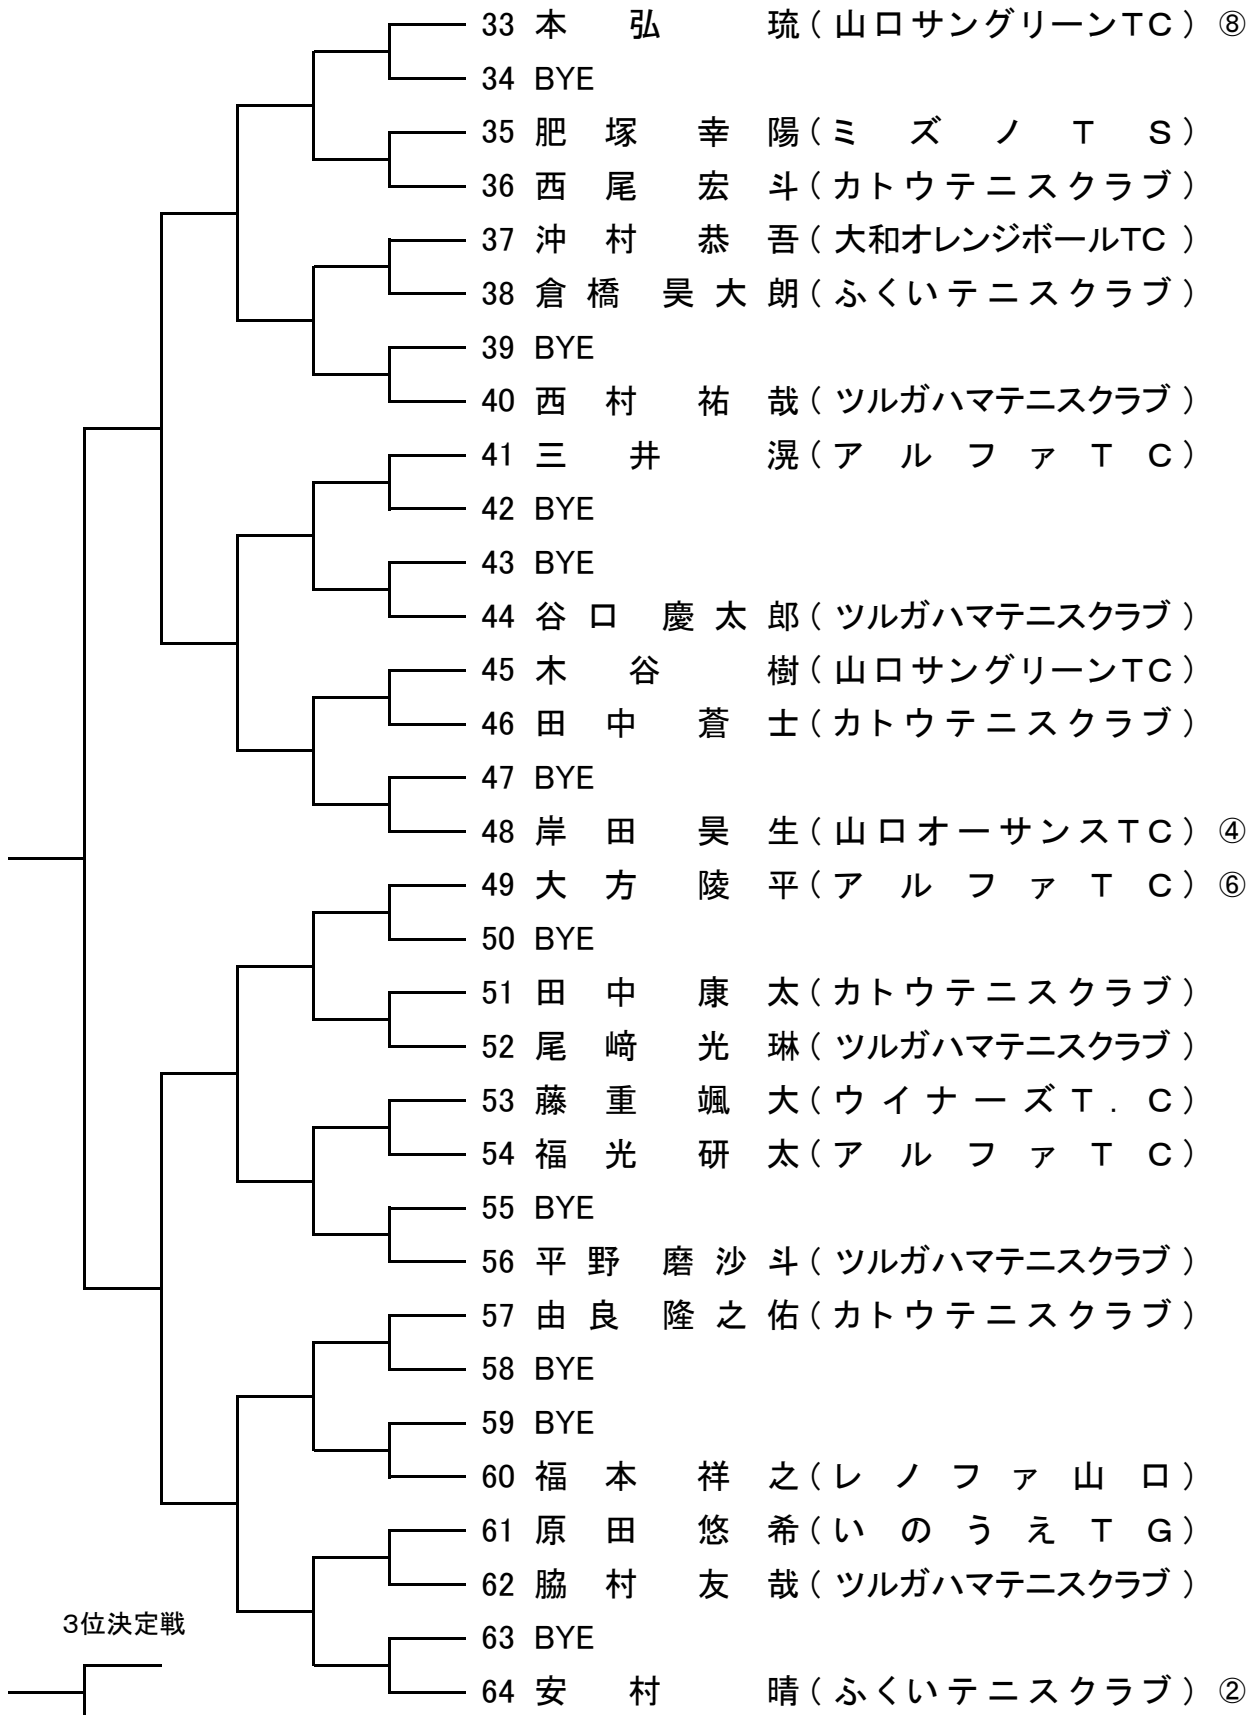 33 本 弘 琉 ( 山口サングリーンTC ) ⑧
34 BYE
35 肥塚 幸陽 ( ミズノTS )
36 西尾 宏斗 ( カトウテニスクラブ )
37 沖村 恭吾 ( 大和オレンジボールTC )
38 倉橋 昊大朗 ( ふくいテニスクラブ )
39 BYE
40 西村 祐哉 ( ツルガハマテニスクラブ )
41 三井 滉 ( アルファTC )
42 BYE
43 BYE
44 谷口 慶太郎 ( ツルガハマテニスクラブ )
45 木谷 樹 ( 山口サングリーンTC )
46 田中 蒼士 ( カトウテニスクラブ )
47 BYE
48 岸田 昊生 ( 山口オーサンスTC ) ④
49 大方 陵平 ( アルファTC ) ⑥
50 BYE
51 田中 康太 ( カトウテニスクラブ )
52 尾﨑 光琳 ( ツルガハマテニスクラブ )
53 藤重 颯大 ( ウイナーズT.C )
54 福光 研太 ( アルファTC )
55 BYE
56 平野 磨沙斗 ( ツルガハマテニスクラブ )
57 由良 隆之佑 ( カトウテニスクラブ )
58 BYE
59 BYE
60 福本 祥之 ( レノファ山口 )
61 原田 悠希 ( いのうえTG )
62 脇村 友哉 ( ツルガハマテニスクラブ )
3位決定戦
63 BYE
64 安村 晴 ( ふくいテニスクラブ ) ②